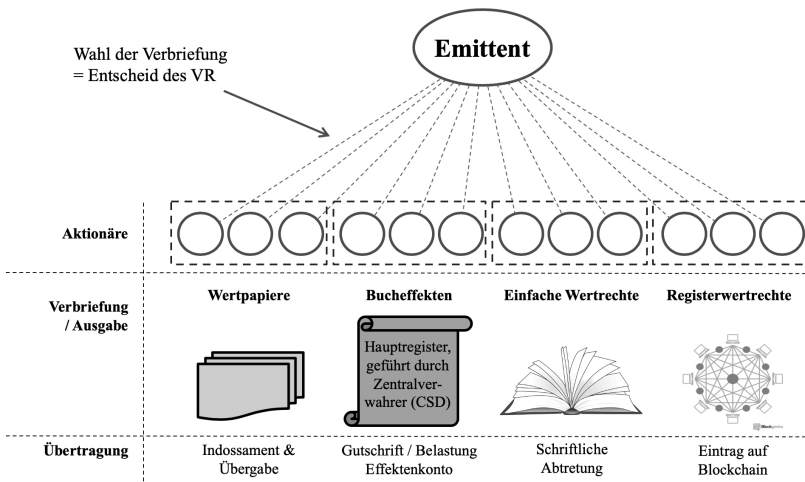 Emittent
Wahl der Verbriefung
= Entscheid des VR
Aktionäre
Verbriefung
/ Ausgabe
Wertpapiere
Bucheffekten
Einfache Wertrechte
Registerwertrechte
Hauptregister,
geführt durch
Zentralver-
wahrer (CSD)
Übertragung
Indossament &
Übergabe
Gutschrift / Belastung
Effektenkonto
Schriftliche
Abtretung
Eintrag auf
Blockchain